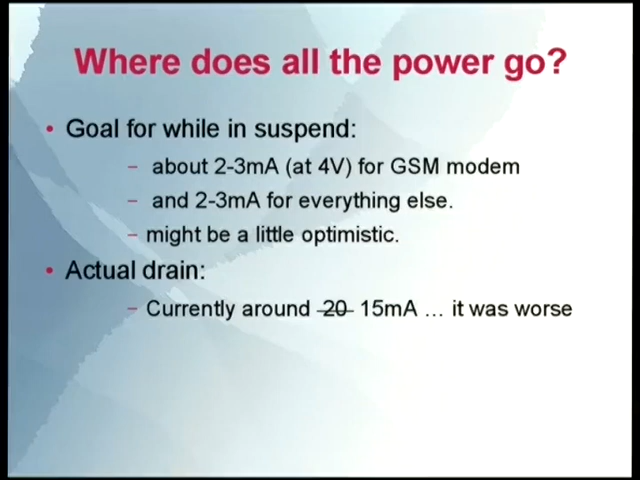 Where does all the power go?
• Goal for while in suspend:
– about 2-3mA (at 4V) for GSM modem
– and 2-3mA for everything else.
– might be a little optimistic.
• Actual drain:
– Currently around 20 15mA ... it was worse